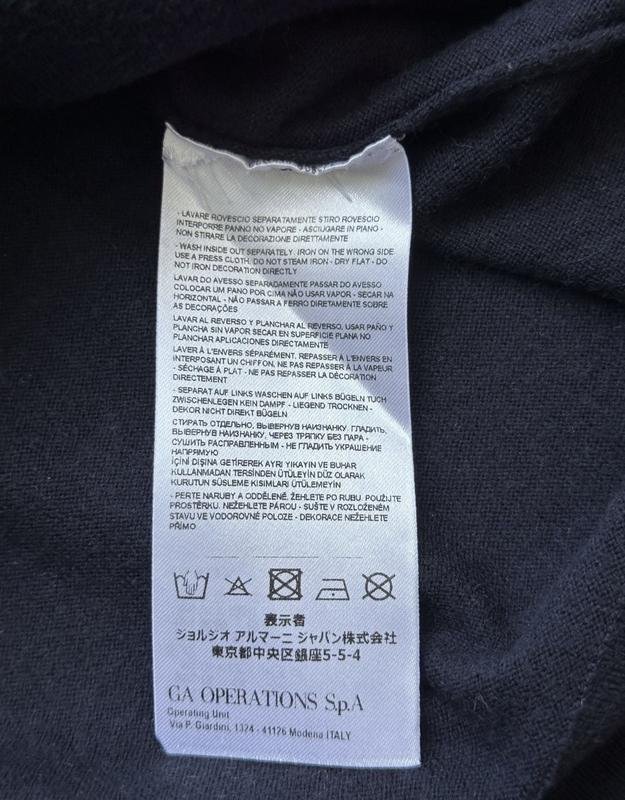 - LAVARE ROVESCIO SEPARATAMENTE STIRO ROVESCIO
INTERPORRE PANNO NO VAPORE - ASCIUGARE IN PIANO -
NON STIRARE LA DECORAZIONE DIRETTAMENTE
- WASH INSIDE OUT SEPARATELY. IRON ON THE WRONG SIDE
USE A PRESS CLOTH. DO NOT STEAM IRON - DRY FLAT - DO
NOT IRON DECORATION DIRECTLY
LAVAR DO AVESSO SEPARADAMENTE PASSAR DO AVESSO
COLOCAR UM PANO POR CIMA NÃO USAR VAPOR - SECAR NA
HORIZONTAL - NÃO PASSAR A FERRO DIRETAMENTE SOBRE
AS DECORAÇÕES
LAVAR AL REVERSO Y PLANCHAR AL REVERSO, USAR PAÑO Y
PLANCHA SIN VAPOR SECAR EN SUPERFICIE PLANA NO
PLANCHAR APLICACIONES DIRECTAMENTE
LAVER À L'ENVERS SÉPARÉMENT, REPASSER À L'ENVERS EN
INTERPOSANT UN CHIFFON, NE PAS REPASSER À LA VAPEUR
- SÉCHAGE À PLAT - NE PAS REPASSER LA DÉCORATION
DIRECTEMENT
- SEPARAT AUF LINKS WASCHEN AUF LINKS BÜGELN TUCH
ZWISCHENLEGEN KEIN DAMPF - LIEGEND TROCKNEN -
DEKOR NICHT DIREKT BÜGELN
СТИРАТЬ ОТДЕЛЬНО, ВЫВЕРНУВ НАИЗНАНКУ. ГЛАДИТЬ,
ВЫВЕРНУВ НАИЗНАНКУ, ЧЕРЕЗ ТРЯПКУ БЕЗ ПАРА -
СУШИТЬ РАСПРАВЛЕННЫМ - НЕ ГЛАДИТЬ УКРАШЕНИЕ
НАПРЯМУЮ
İÇİNİ DIŞINA GETİREREK AYRI YIKAYIN VE BUHAR
KULLANMADAN TERSİNDEN ÜTÜLEYİN DÜZ OLARAK
KURUTUN SÜSLEME KISIMLARI ÜTÜLEMEYİN
- PERTE NARUBY A ODDĚLENĚ. ŽEHLETE PO RUBU. POUŽIJTE
PROSTĚRKU. NEŽEHLETE PÁROU - SUŠTE V ROZLOŽENÉM
STAVU VE VODOROVNÉ POLOZE - DEKORACE NEŽEHLETE
PŘÍMO
表示者
ジョルジオ アルマーニ ジャパン株式会社
東京都中央区銀座5-5-4
GA OPERATIONS S.p.A
Operating Unit
Via P. Giardini, 1324 - 41126 Modena ITALY